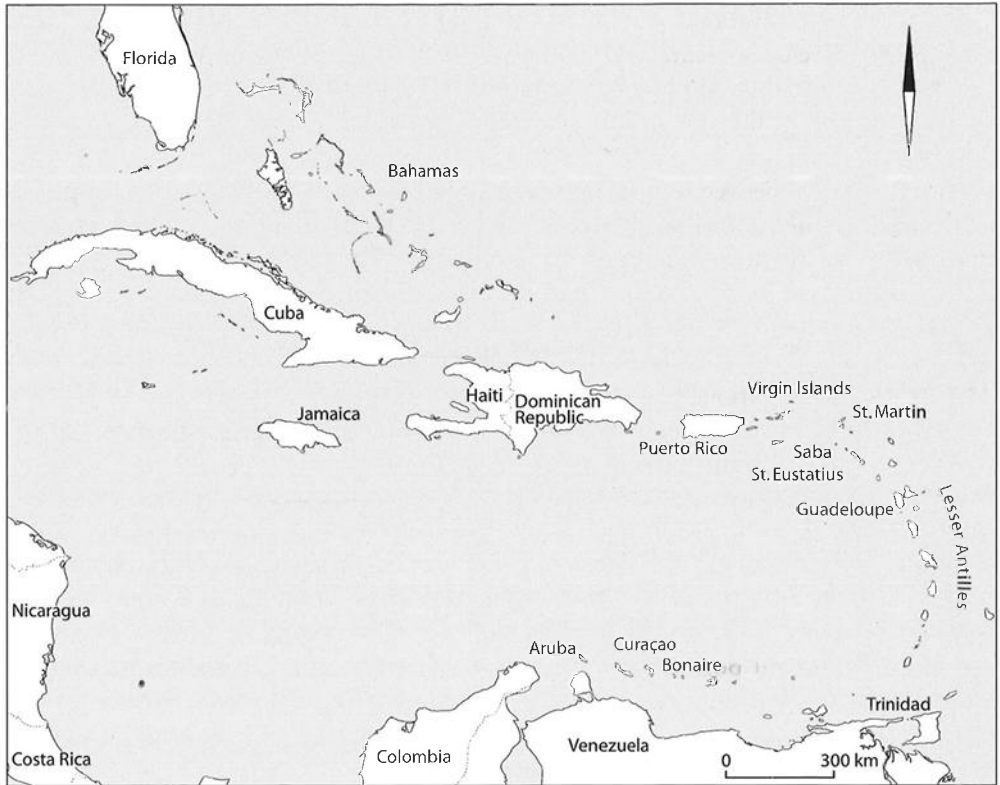 Florida
Bahamas
Cuba
Haiti
Dominican
Republic
Jamaica
Virgin Islands
St. Martin
Puerto Rico
Saba
St. Eustatius
Guadeloupe
Lesser Antilles
Nicaragua
Aruba
Curaçao
Bonaire
Trinidad
Costa Rica
Colombia
Venezuela
0 300 km